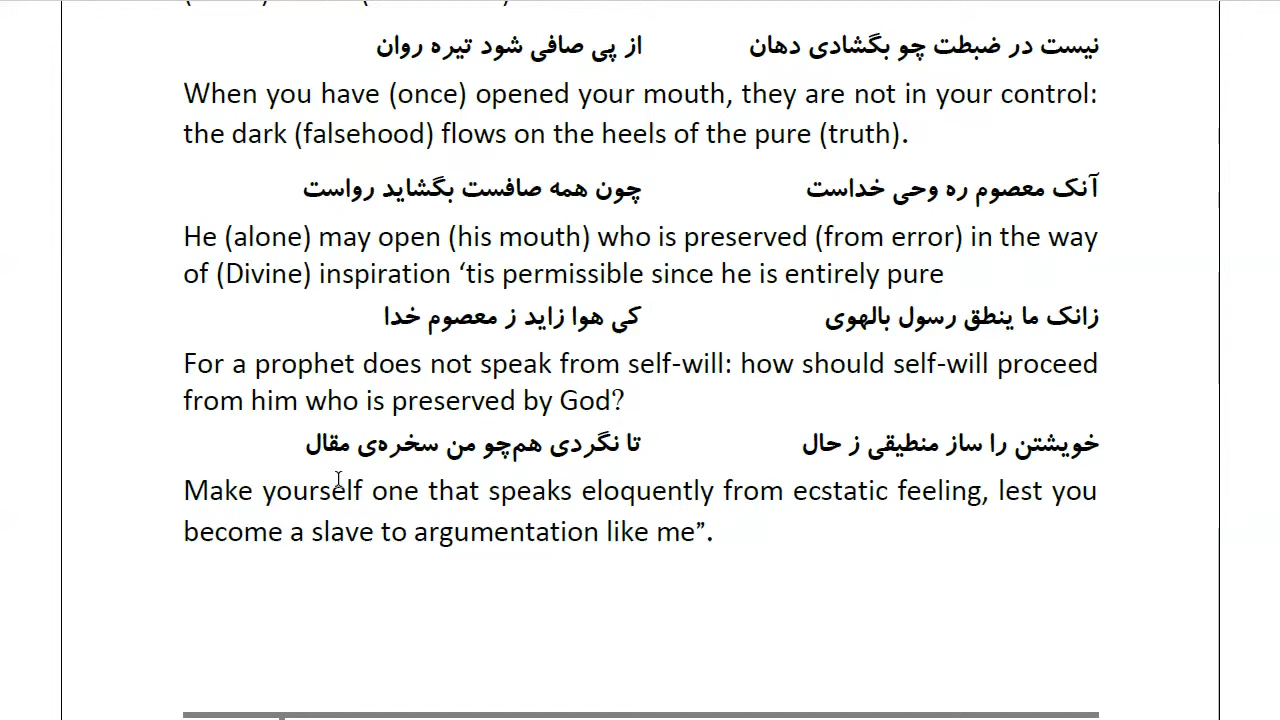 نیست در ضبطت چو بگشادی دهان از پی صافی شود تیره روان
When you have (once) opened your mouth, they are not in your control:
the dark (falsehood) flows on the heels of the pure (truth).
آنک معصوم ره وحی خداست چون همه صافست بگشاید رواست
He (alone) may open (his mouth) who is preserved (from error) in the way
of (Divine) inspiration ‘tis permissible since he is entirely pure
زانک ما ینطق رسول بالهوی کی هوا زاید ز معصوم خدا
For a prophet does not speak from self-will: how should self-will proceed
from him who is preserved by God?
خویشتن را ساز منطیقی ز حال تا نگردی هم‌چو من سخره‌ی مقال
Make yourself one that speaks eloquently from ecstatic feeling, lest you
become a slave to argumentation like me”.